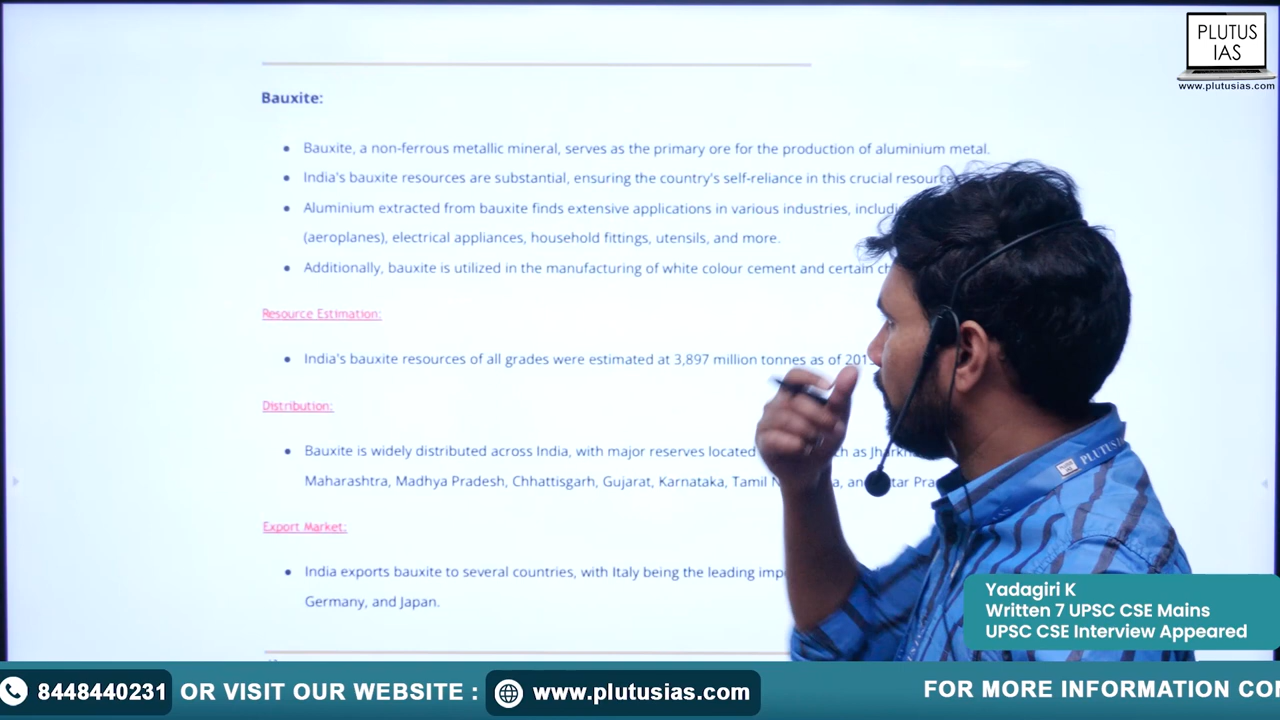 PLUTUS
IAS
www.plutusias.com
Bauxite:
Bauxite, a non-ferrous metallic mineral, serves as the primary ore for the production of aluminium metal.
India's bauxite resources are substantial, ensuring the country's self-reliance in this crucial resource
Aluminium extracted from bauxite finds extensive applications in various industries,
(aeroplanes), electrical appliances, household fittings, utensils, and more.
Additionally, bauxite is utilized in the manufacturing of white colour cement and certain
Resource Estimation:
India's bauxite resources of all grades were estimated at 3,897 million tonnes as of
Distribution:
Bauxite is widely distributed across India, with major reserves located as
Maharashtra, Madhya Pradesh, Chhattisgarh, Gujarat, Karnataka, Tamil
Export Market:
India exports bauxite to several countries, with Italy being the leading
Germany, and Japan.
PLUTUS
Yadagiri K
Written 7 UPSC CSE Mains
UPSC CSE Interview Appeared
8448440231 OR VISIT OUR WEBSITE : www.plutusias.com FOR MORE INFORMATION